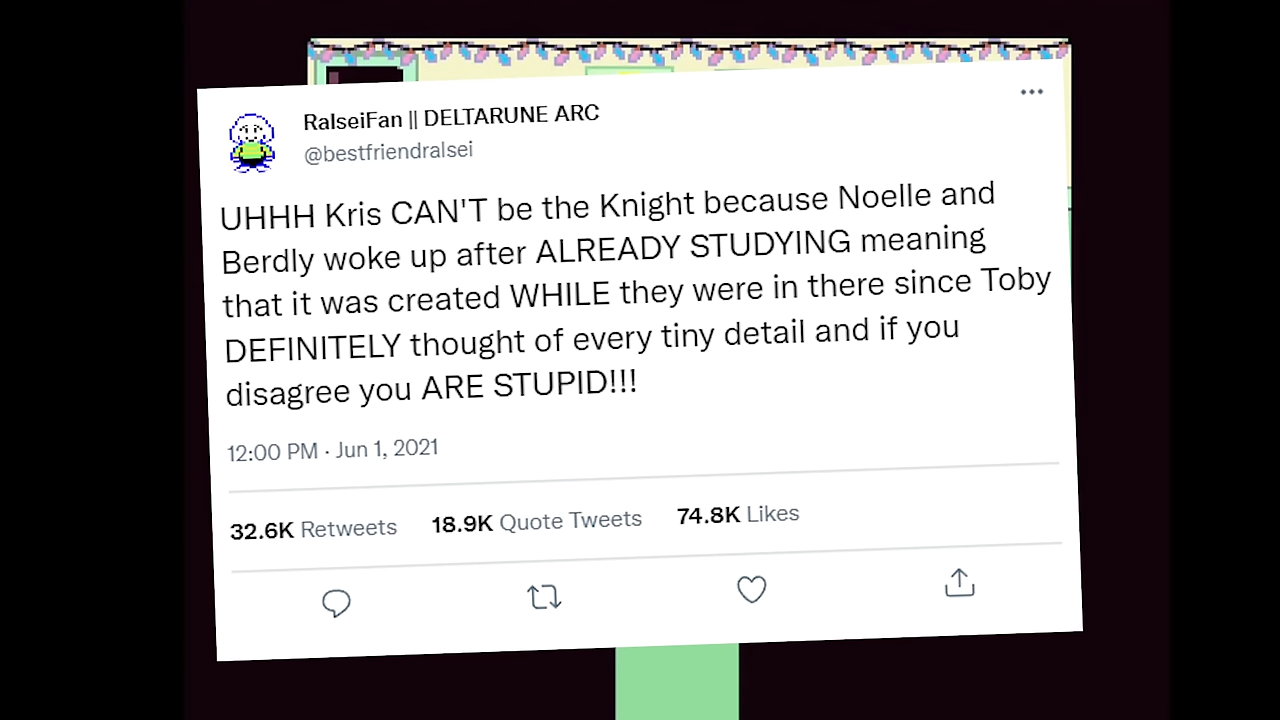 RalseiFan || DELTARUNE ARC
@bestfriendralsei
UHHH Kris CAN'T be the Knight because Noelle and
Berdly woke up after ALREADY STUDYING meaning
that it was created WHILE they were in there since Toby
DEFINITELY thought of every tiny detail and if you
disagree you ARE STUPID!!!
12:00 PM · Jun 1, 2021
32.6K Retweets 18.9K Quote Tweets 74.8K Likes